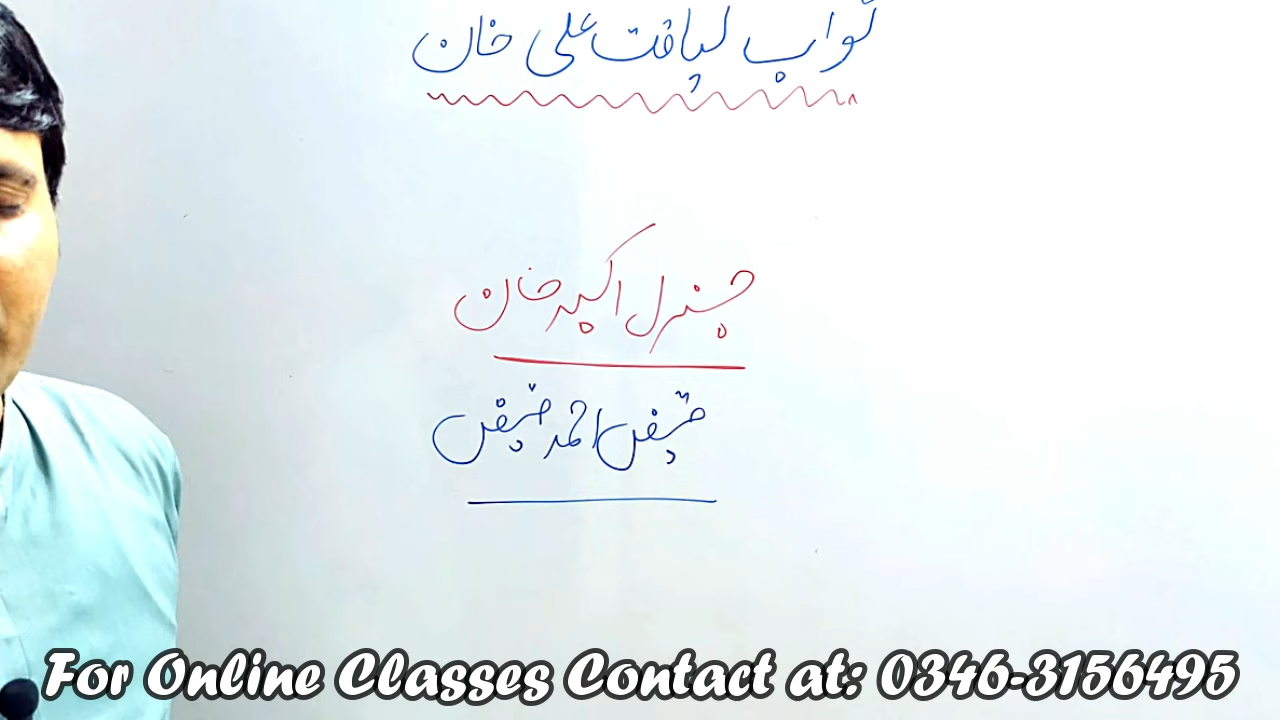 نواب لیاقت علی خان
جنرل اکبر خان
فیض احمد فیض
For Online Classes Contact at: 0346-3156495